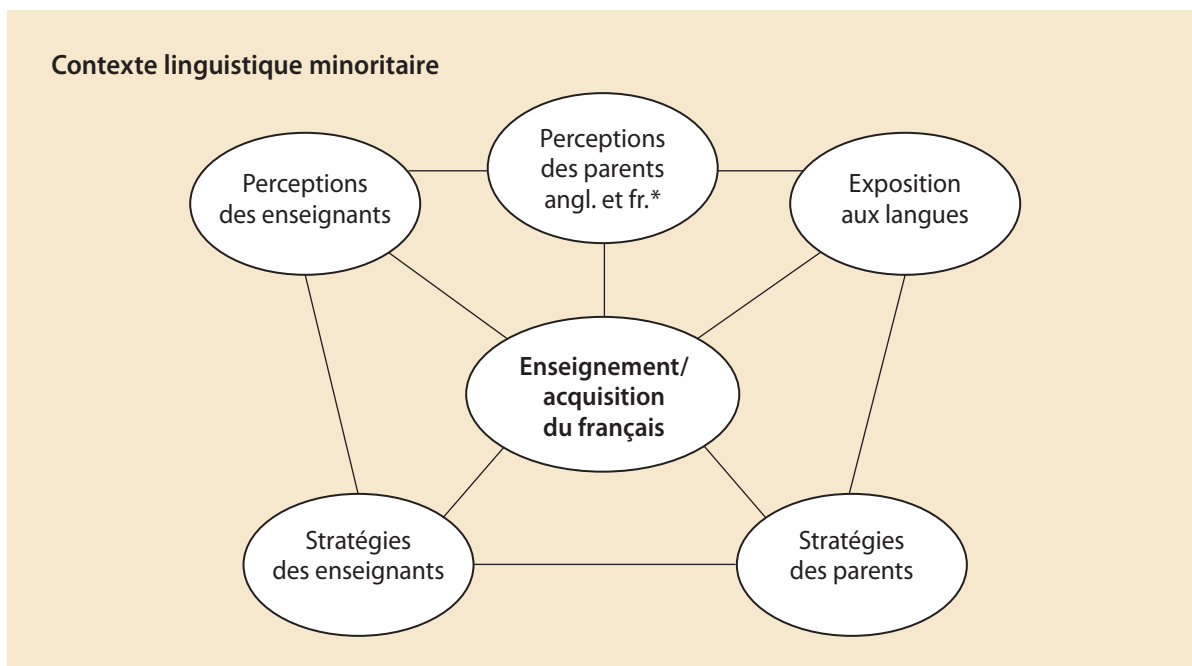 Contexte linguistique minoritaire
Perceptions
des enseignants
Perceptions
des parents
angl. et fr.*
Exposition
aux langues
Enseignement/
acquisition
du français
Stratégies
des enseignants
Stratégies
des parents